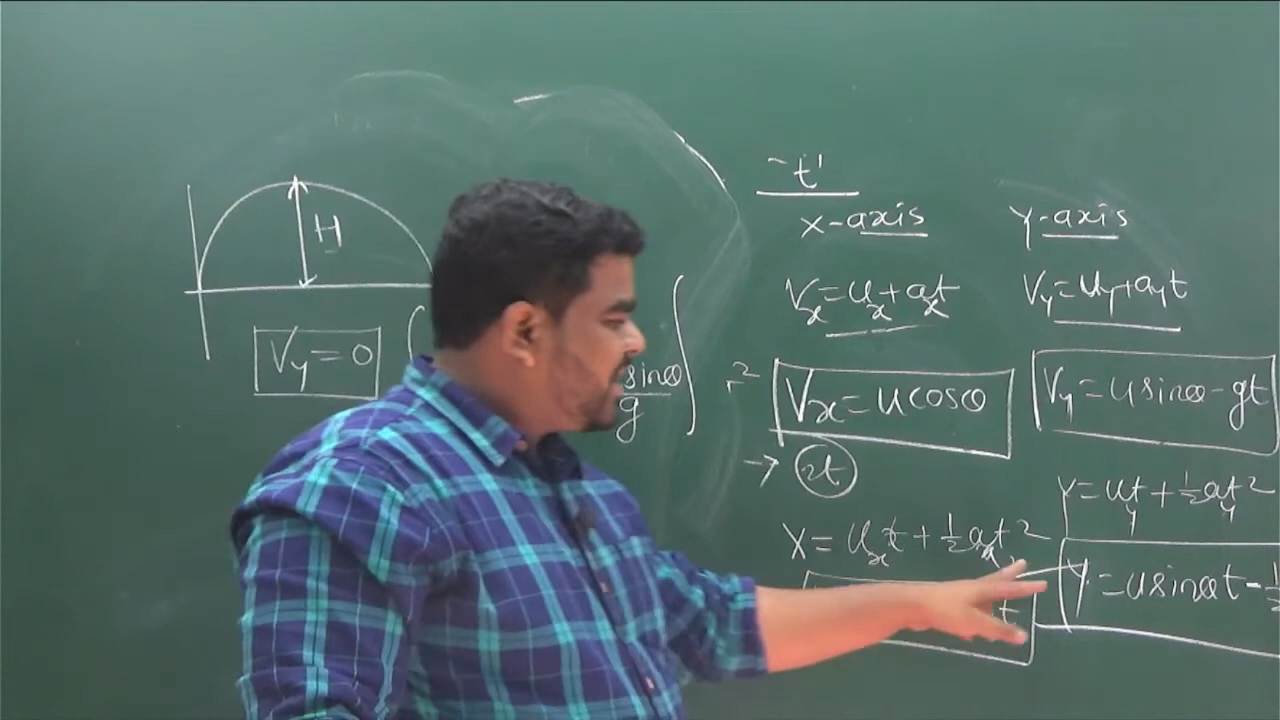 H
Vy = 0
sinθ
g
't'
x-axis
y-axis
Vx = ux + axt
Vy = uy + ayt
2
Vx = ucosθ
Vy = usinθ - gt
→
x = uxt + ½axt²
y = uyt + ½ayt²
t
y = usinθt - 1